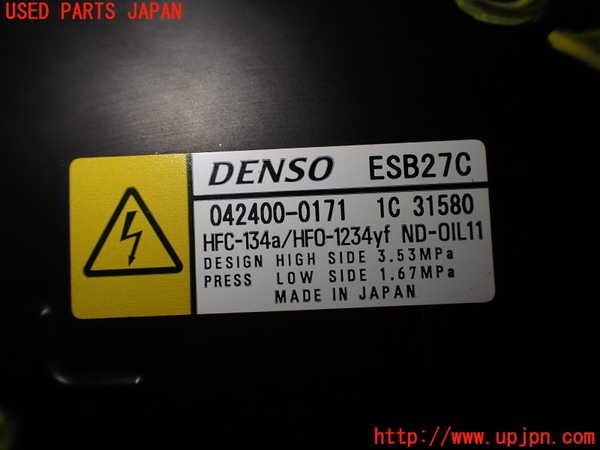 USED PARTS JAPAN
DENSO ESB27C
042400-0171 1C 31580
HFC-134a/HFO-1234yf ND-OIL11
DESIGN HIGH SIDE 3.53MPa
PRESS LOW SIDE 1.67MPa
MADE IN JAPAN
http://www.upjpn.com/